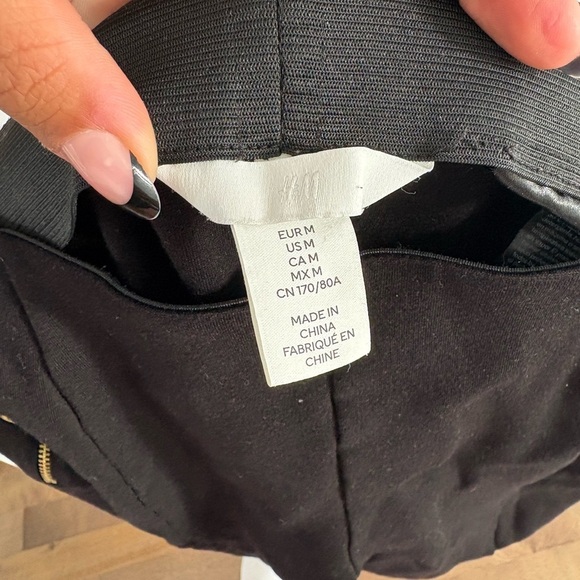 H&M
EUR M
US M
CA M
MX M
CN 170/80A
MADE IN
CHINA
FABRIQUÉ EN
CHINE